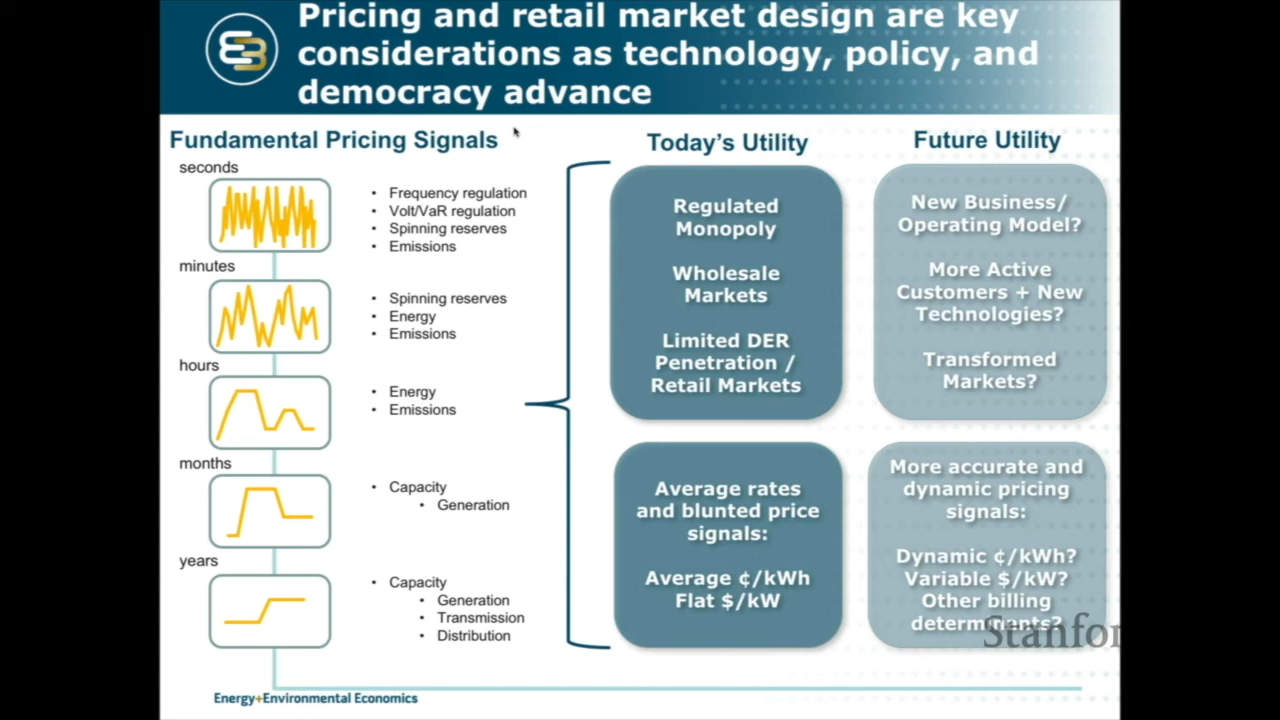 Pricing and retail market design are key
considerations as technology, policy, and
democracy advance
Fundamental Pricing Signals
seconds
• Frequency regulation
• Volt/VaR regulation
• Spinning reserves
• Emissions
minutes
• Spinning reserves
• Energy
• Emissions
hours
• Energy
• Emissions
months
• Capacity
• Generation
years
• Capacity
• Generation
• Transmission
• Distribution
Today's Utility
Regulated
Monopoly
Wholesale
Markets
Limited DER
Penetration /
Retail Markets
Average rates
and blunted price
signals:
Average ¢/kWh
Flat $/kW
Future Utility
New Business/
Operating Model?
More Active
Customers + New
Technologies?
Transformed
Markets?
More accurate and
dynamic pricing
signals:
Dynamic ¢/kWh?
Variable $/kW?
Other billing
determinants?
Stanfor
Energy+Environmental Economics